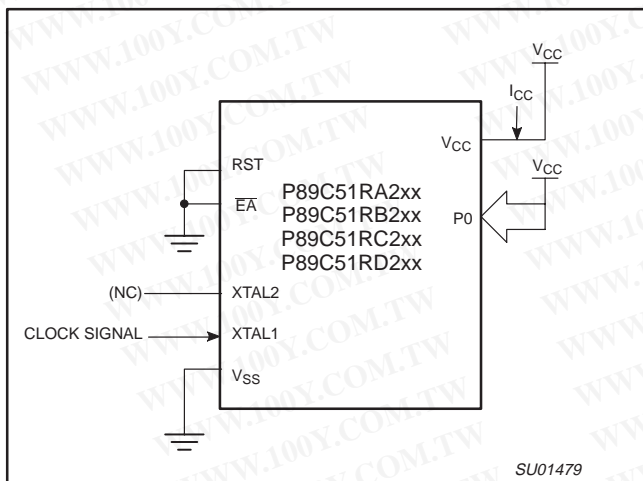 WWW.100Y.COM.TW
VCC
ICC
VCC
VCC
RST
EA
P0
P89C51RA2xx
P89C51RB2xx
P89C51RC2xx
P89C51RD2xx
(NC)
XTAL2
CLOCK SIGNAL
XTAL1
VSS
SU01479